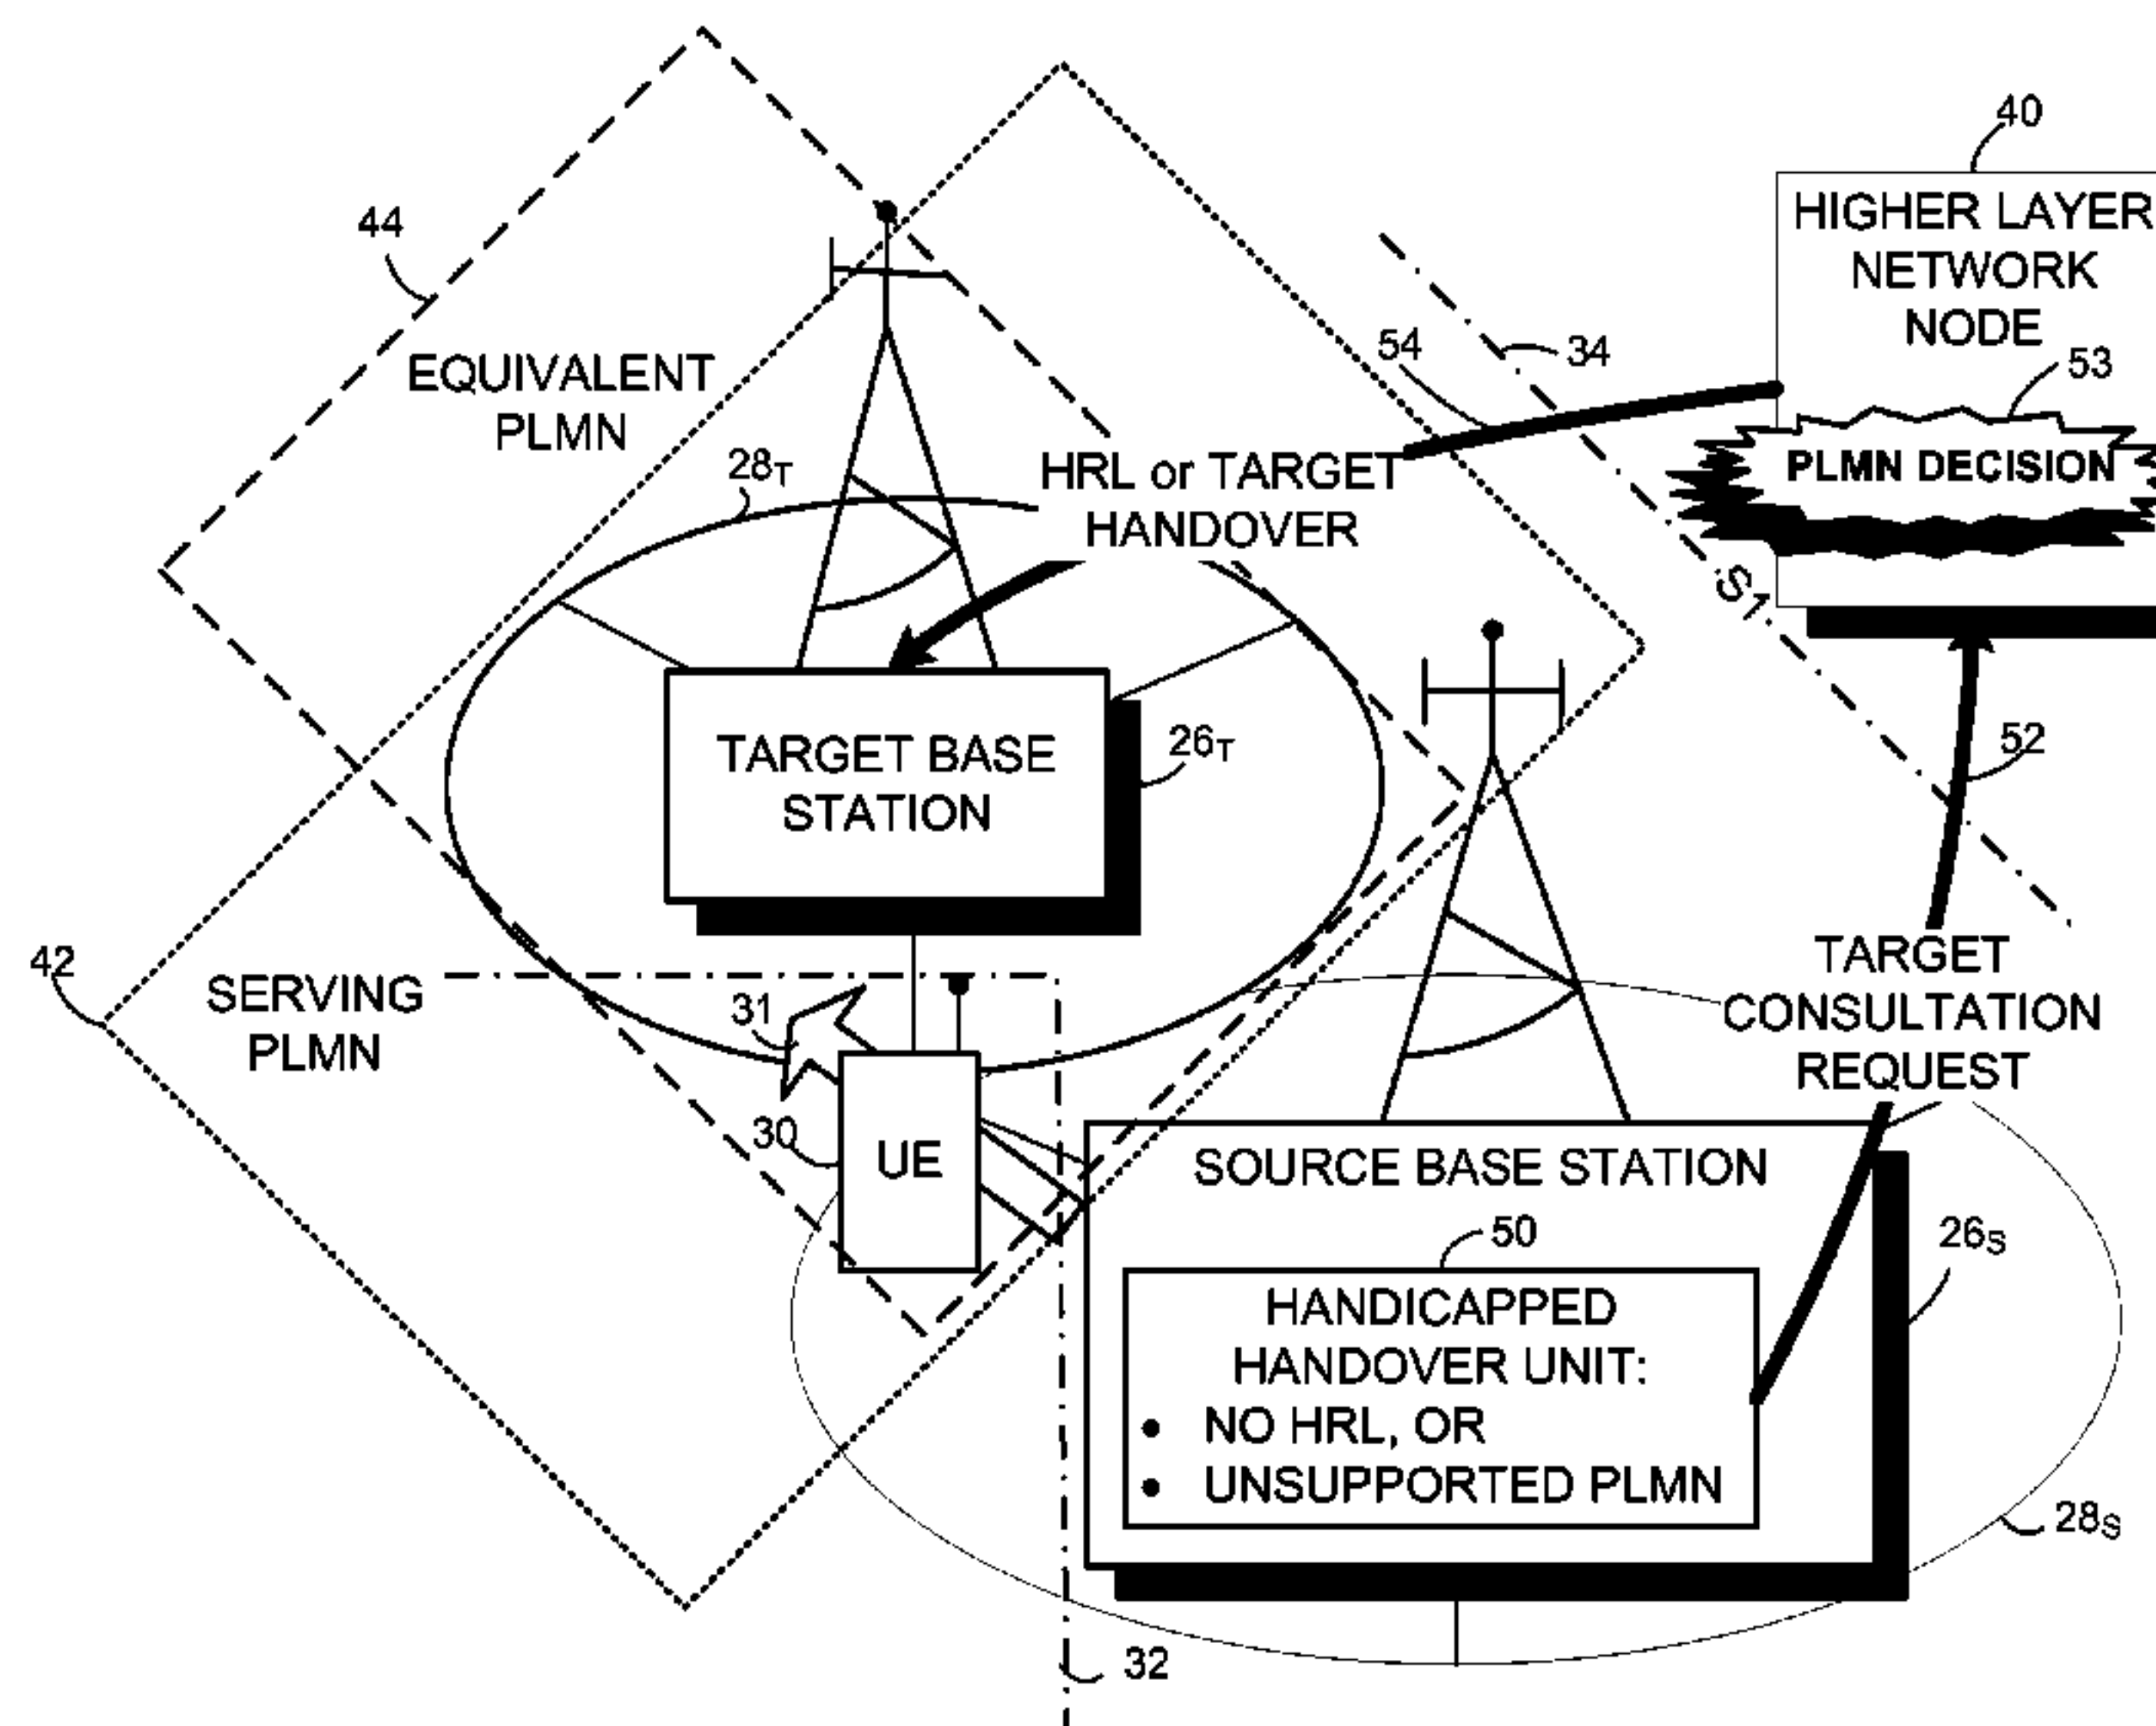 40
HIGHER LAYER
NETWORK
NODE
53
PLMN DECISION
44
EQUIVALENT
PLMN
54
34
28T
HRL or TARGET
HANDOVER
S1
TARGET BASE
STATION
26T
52
42
SERVING
PLMN
31
TARGET
CONSULTATION
REQUEST
30
UE
SOURCE BASE STATION
50
26S
HANDICAPPED
HANDOVER UNIT:
• NO HRL, OR
• UNSUPPORTED PLMN
28S
32